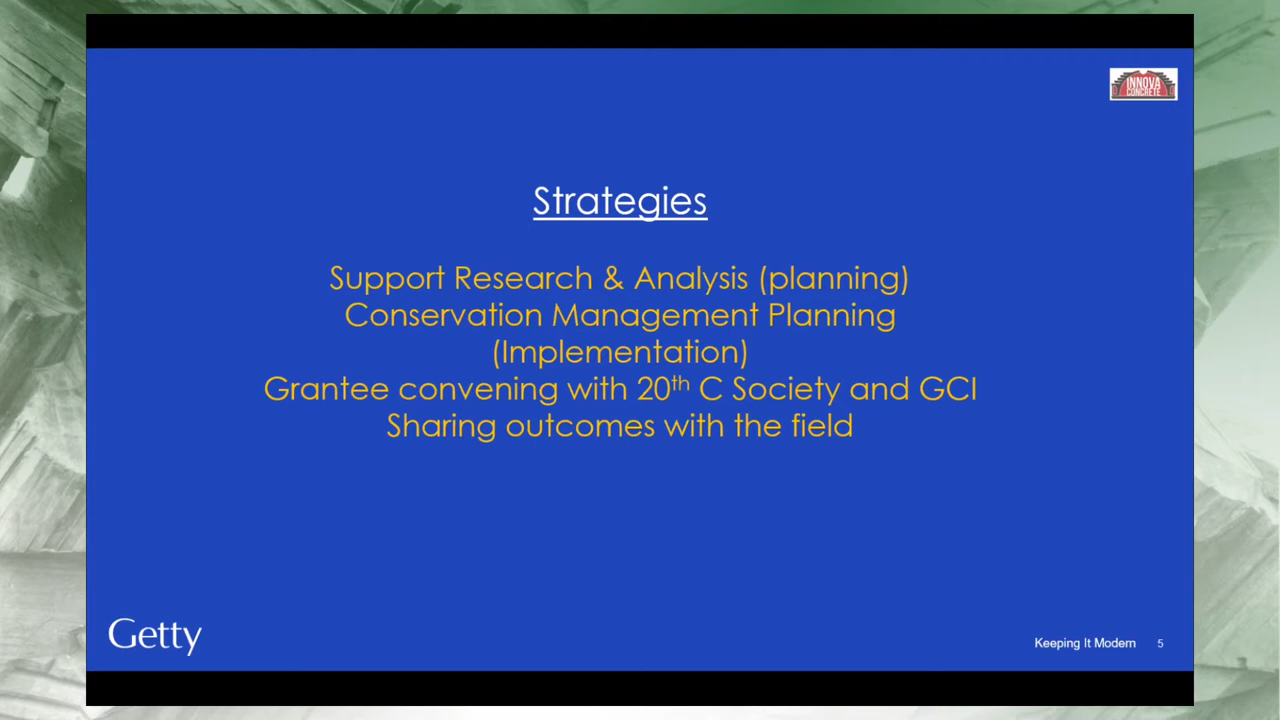 INNOVA
CONCRETE
Strategies
Support Research & Analysis (planning)
Conservation Management Planning
(Implementation)
Grantee convening with 20th C Society and GCI
Sharing outcomes with the field
Getty
Keeping It Modern 5